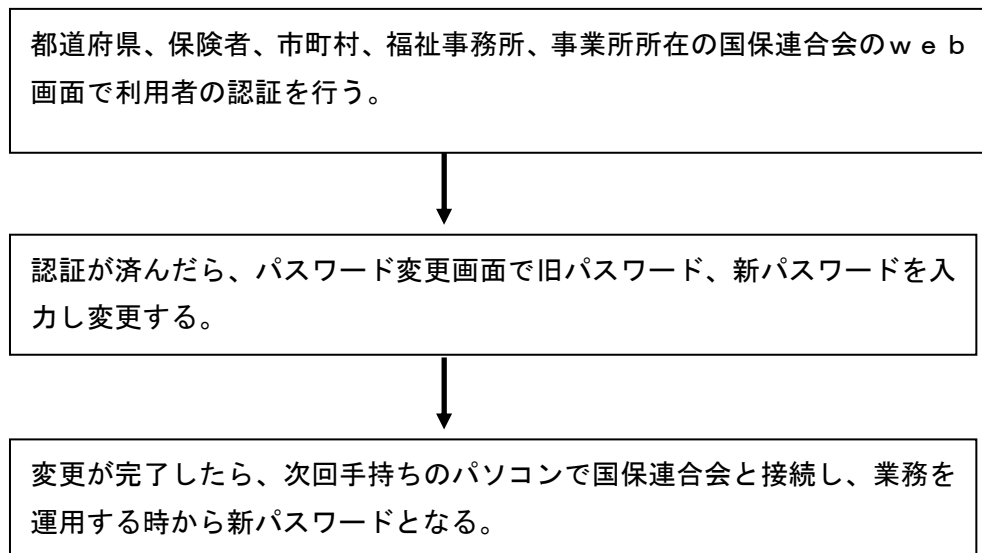 都道府県、保険者、市町村、福祉事務所、事業所所在の国保連合会のｗｅｂ
画面で利用者の認証を行う。
認証が済んだら、パスワード変更画面で旧パスワード、新パスワードを入
力し変更する。
変更が完了したら、次回手持ちのパソコンで国保連合会と接続し、業務を
運用する時から新パスワードとなる。